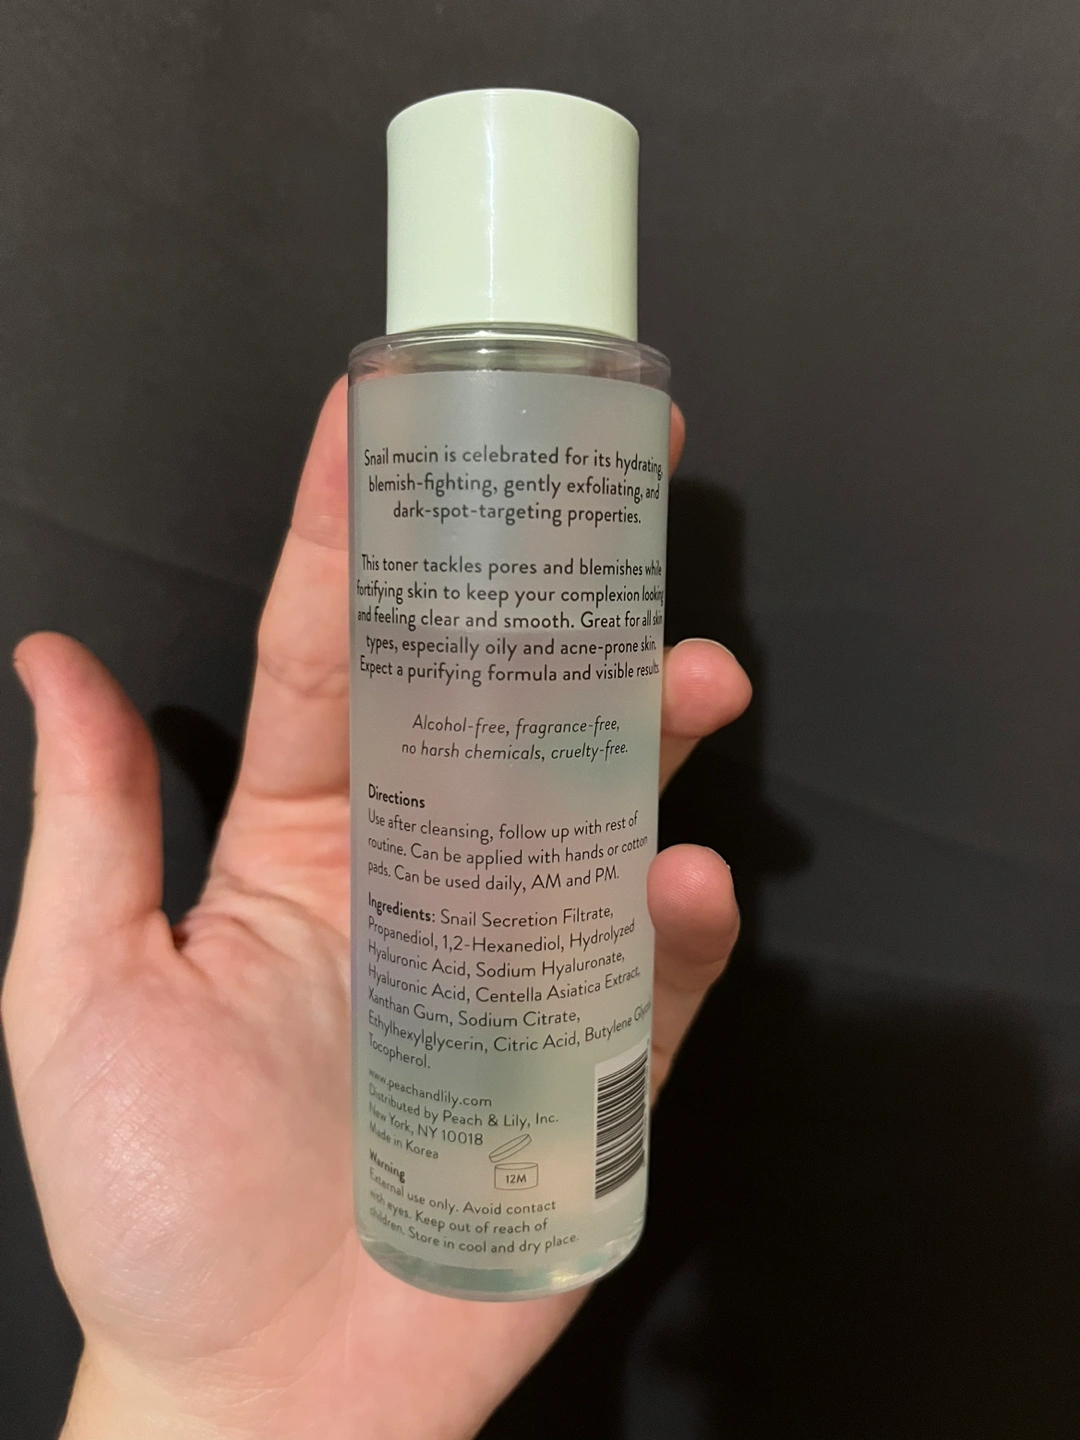 Snail mucin is celebrated for its hydrating,
blemish-fighting, gently exfoliating, and
dark-spot-targeting properties.
This toner tackles pores and blemishes while
fortifying skin to keep your complexion looking
and feeling clear and smooth. Great for all skin
types, especially oily and acne-prone skin.
Expect a purifying formula and visible results.
Alcohol-free, fragrance-free,
no harsh chemicals, cruelty-free.
Directions
Use after cleansing, follow up with rest of
routine. Can be applied with hands or cotton
pads. Can be used daily, AM and PM.
Ingredients: Snail Secretion Filtrate,
Propanediol, 1,2-Hexanediol, Hydrolyzed
Hyaluronic Acid, Sodium Hyaluronate,
Hyaluronic Acid, Centella Asiatica Extract,
Xanthan Gum, Sodium Citrate,
Ethylhexylglycerin, Citric Acid, Butylene Glycol,
Tocopherol.
www.peachandlily.com
Distributed by Peach & Lily, Inc.
New York, NY 10018
Made in Korea
12M
Warning
External use only. Avoid contact
with eyes. Keep out of reach of
children. Store in cool and dry place.